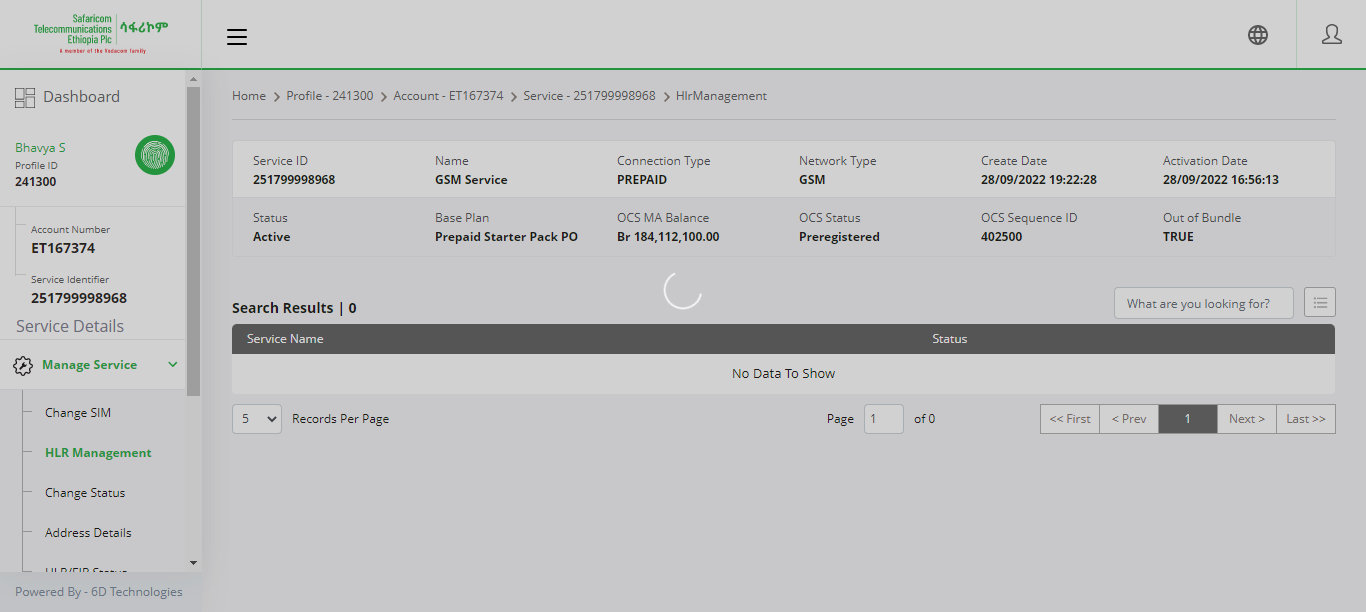 Safaricom
Telecommunications
Ethiopia Plc
ሳፋሪኮም
A member of the Vodacom family
Dashboard
Bhavya S
Profile ID
241300
Account Number
ET167374
Service Identifier
251799998968
Service Details
Manage Service
Change SIM
HLR Management
Change Status
Address Details
Powered By - 6D Technologies
Home > Profile - 241300 > Account - ET167374 > Service - 251799998968 > HlrManagement
Service ID Name Connection Type Network Type Create Date Activation Date
251799998968 GSM Service PREPAID GSM 28/09/2022 19:22:28 28/09/2022 16:56:13
Status Base Plan OCS MA Balance OCS Status OCS Sequence ID Out of Bundle
Active Prepaid Starter Pack PO Br 184,112,100.00 Preregistered 402500 TRUE
Search Results | 0 What are you looking for?
Service Name Status
No Data To Show
5 Records Per Page Page 1 of 0 << First < Prev 1 Next > Last >>